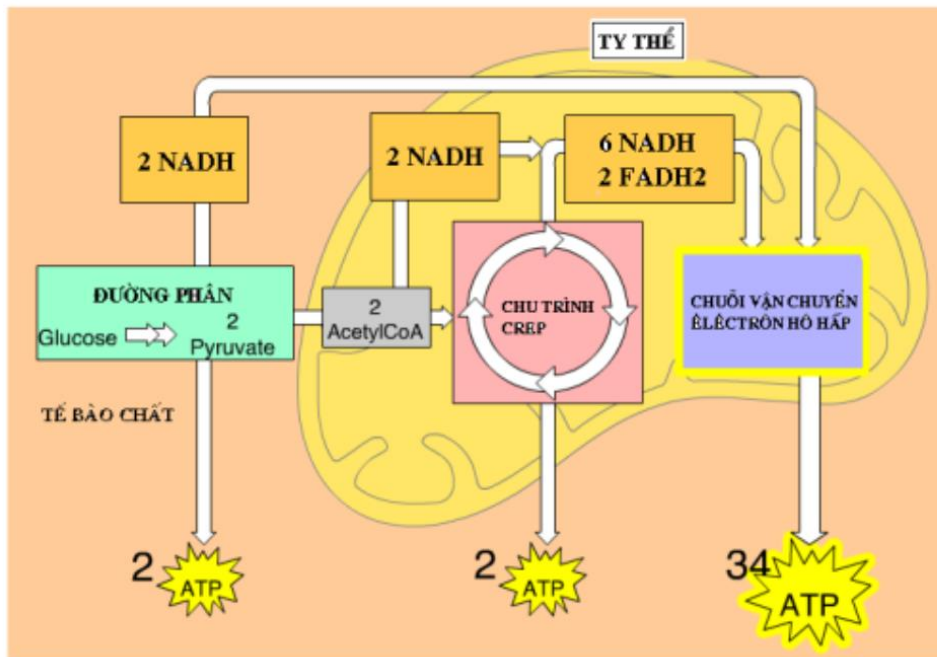 TY THỂ
2 NADH
2 NADH
6 NADH
2 FADH2
ĐƯỜNG PHÂN
Glucose
2
Pyruvate
2
AcetylCoA
CHU TRÌNH
CREP
CHUỖI VẬN CHUYỂN
ÊLÊCTRÔN HÔ HẤP
TẾ BÀO CHẤT
2 ATP
2 ATP
34 ATP